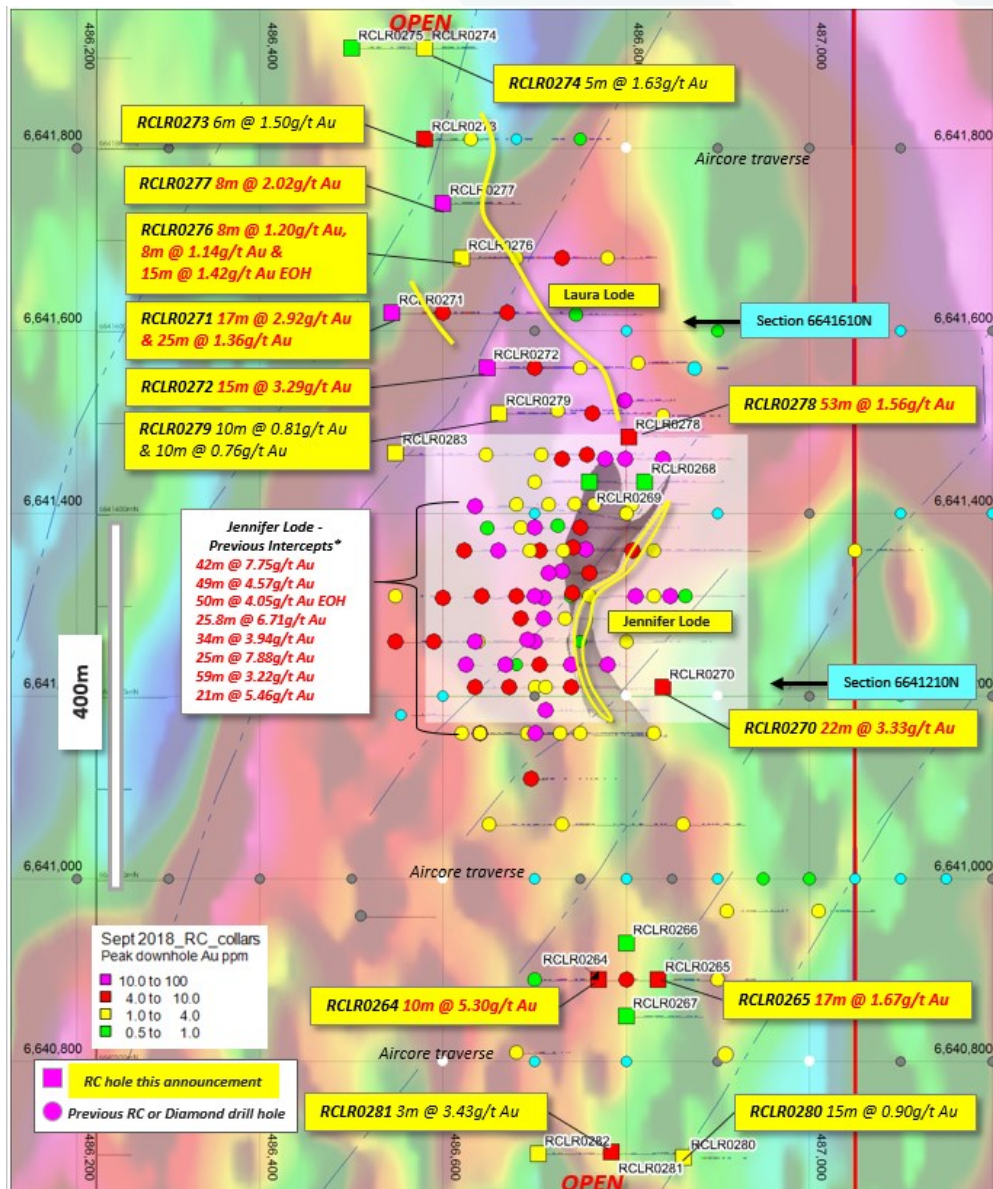 486,200
486,400
486,800
487,000
OPEN
RCLR0275
RCLR0274
RCLR0274 5m @ 1.63g/t Au
RCLR0273 6m @ 1.50g/t Au
RCLR0273
6,641,800
6,641,800
Aircore traverse
RCLR0277 8m @ 2.02g/t Au
RCLR0277
RCLR0276 8m @ 1.20g/t Au,
8m @ 1.14g/t Au &
15m @ 1.42g/t Au EOH
RCLR0276
Laura Lode
RCLR0271 17m @ 2.92g/t Au
& 25m @ 1.36g/t Au
RCLR0271
Section 6641610N
6,641,600
6,641,600
RCLR0272 15m @ 3.29g/t Au
RCLR0272
RCLR0279 10m @ 0.81g/t Au
& 10m @ 0.76g/t Au
RCLR0279
RCLR0278 53m @ 1.56g/t Au
RCLR0278
RCLR0283
RCLR0268
RCLR0269
6,641,400
6,641,400
Jennifer Lode -
Previous Intercepts*
42m @ 7.75g/t Au
49m @ 4.57g/t Au
50m @ 4.05g/t Au EOH
25.8m @ 6.71g/t Au
34m @ 3.94g/t Au
25m @ 7.88g/t Au
59m @ 3.22g/t Au
21m @ 5.46g/t Au
Jennifer Lode
RCLR0270
Section 6641210N
RCLR0270 22m @ 3.33g/t Au
400m
6,641,000
6,641,000
Aircore traverse
Sept 2018_RC_collars
Peak downhole Au ppm
10.0 to 100
4.0 to 10.0
1.0 to 4.0
0.5 to 1.0
RCLR0266
RCLR0264
RCLR0265
RCLR0264 10m @ 5.30g/t Au
RCLR0265 17m @ 1.67g/t Au
RCLR0267
6,640,800
Aircore traverse
RC hole this announcement
Previous RC or Diamond drill hole
RCLR0281 3m @ 3.43g/t Au
RCLR0280 15m @ 0.90g/t Au
RCLR0282
RCLR0281
RCLR0280
OPEN
486,200
486,400
486,600
487,000
6,640,800